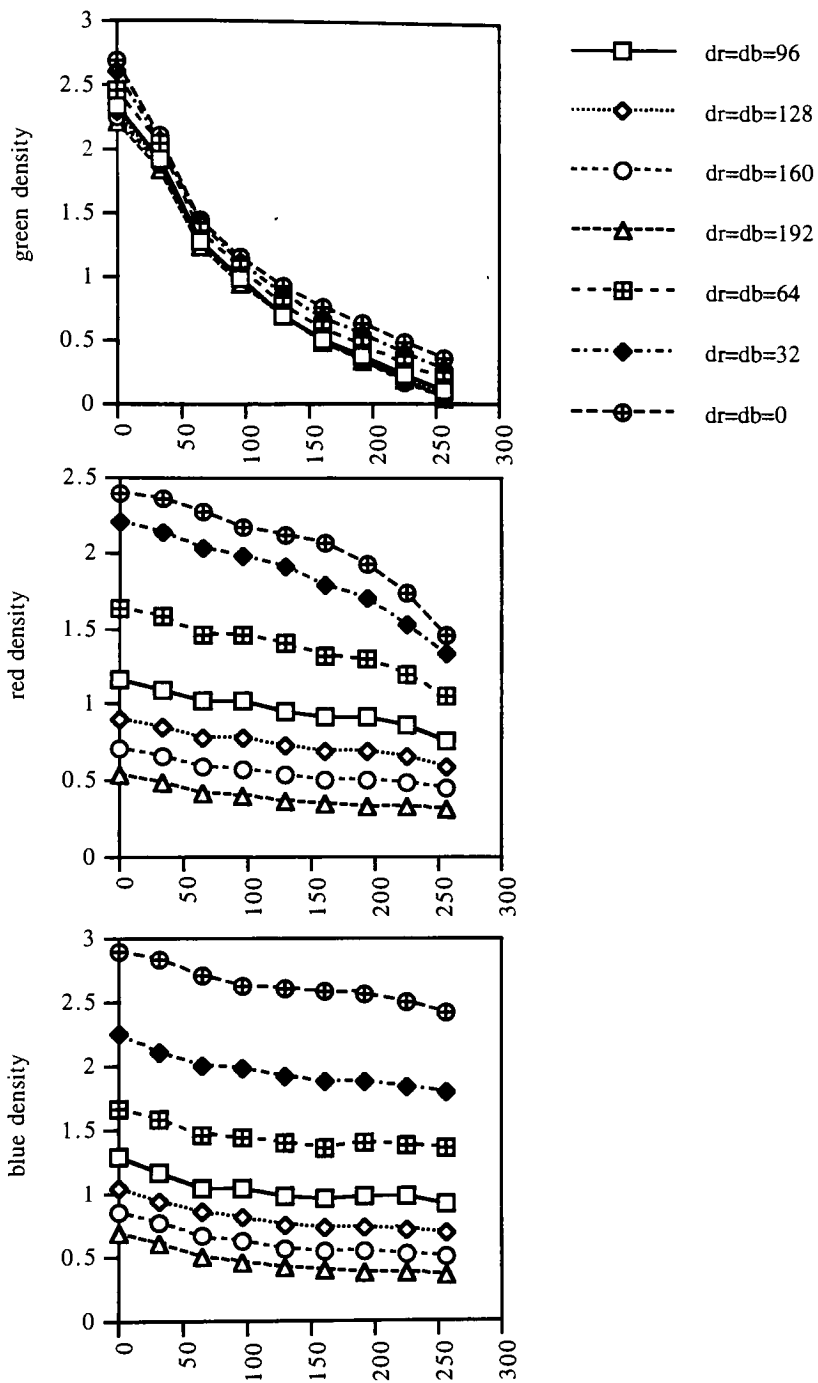 3
2.5
2
1.5
1
0.5
0
green density
0 50 100 150 200 250 300
dr=db=96
dr=db=128
dr=db=160
dr=db=192
dr=db=64
dr=db=32
dr=db=0
2.5
2
1.5
1
0.5
0
red density
0 50 100 150 200 250 300
3
2.5
2
1.5
1
0.5
0
blue density
0 50 100 150 200 250 300